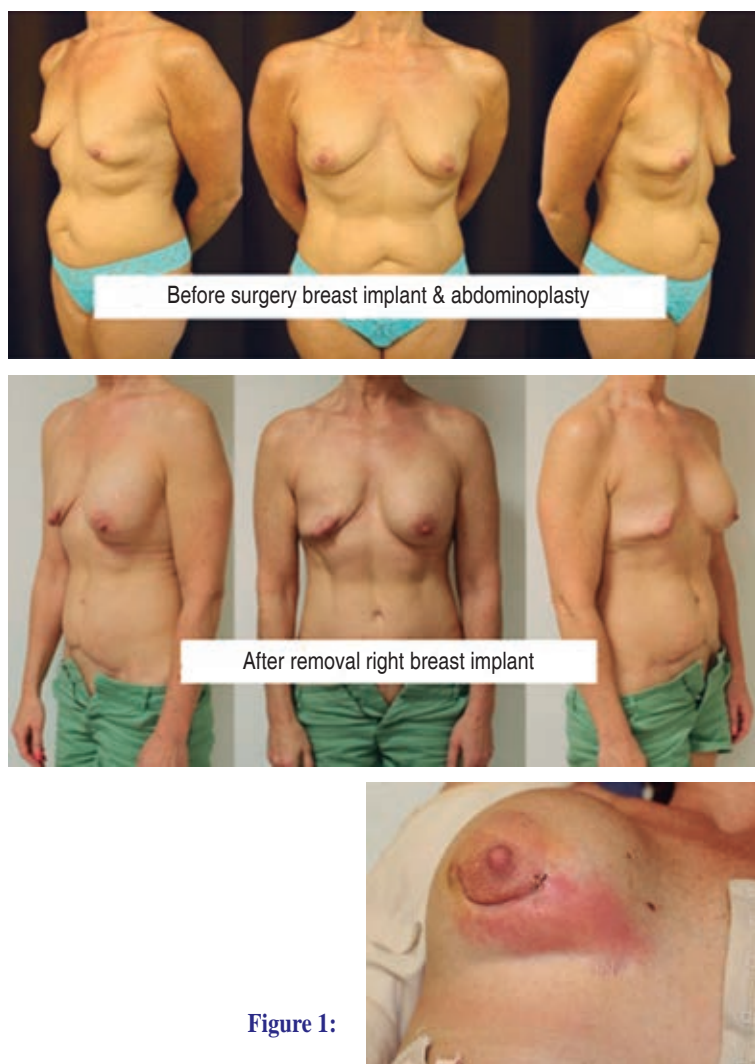 Before surgery breast implant & abdominoplasty
After removal right breast implant
Figure 1: